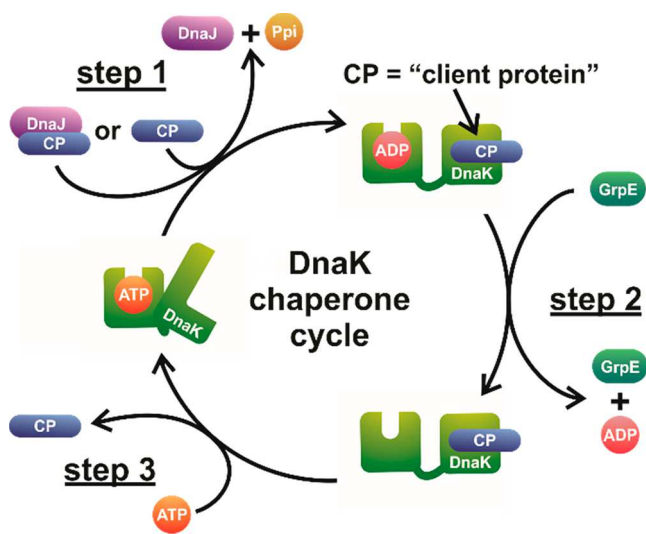 DnaJ + Ppi
step 1
CP = “client protein”
DnaJ
CP
or
CP
ADP
CP
DnaK
GrpE
ATP
DnaK
DnaK
chaperone
cycle
step 2
GrpE
+
ADP
CP
CP
DnaK
step 3
ATP